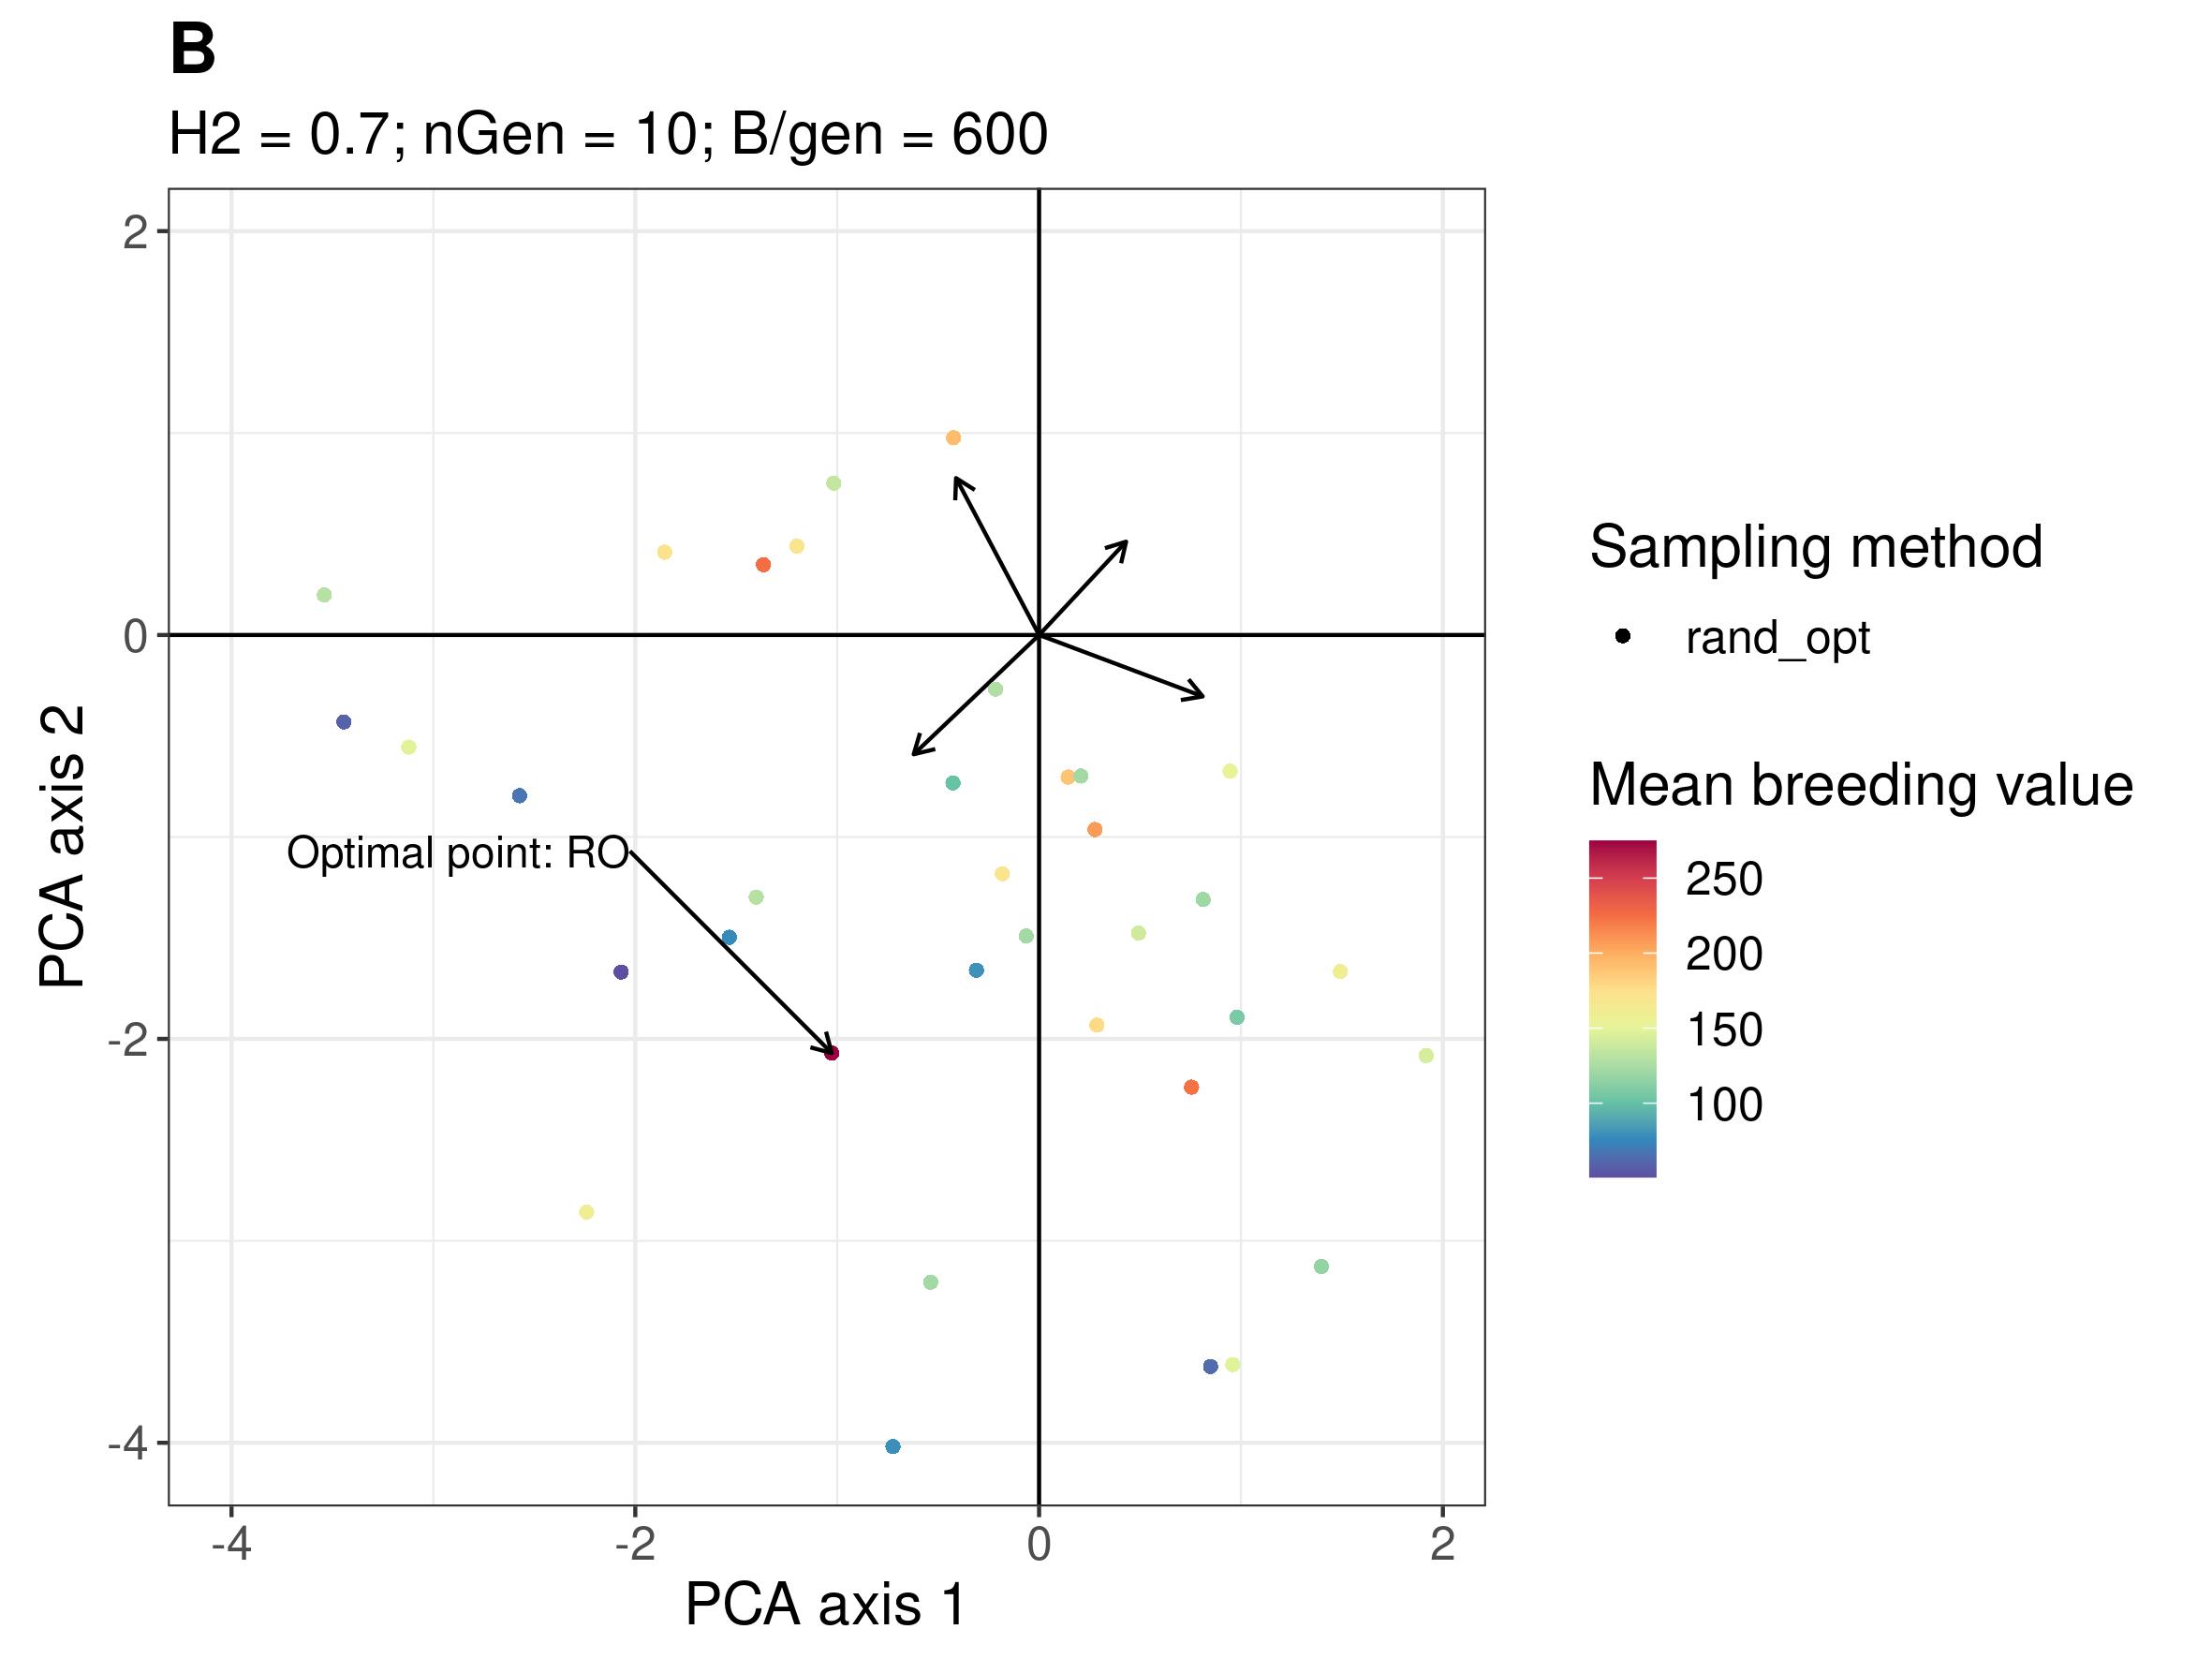 B
H2 = 0.7; nGen = 10; B/gen = 600
2
0
-2
-4
PCA axis 2
Optimal point: RO
-4
-2
0
2
PCA axis 1
Sampling method
rand_opt
Mean breeding value
250
200
150
100